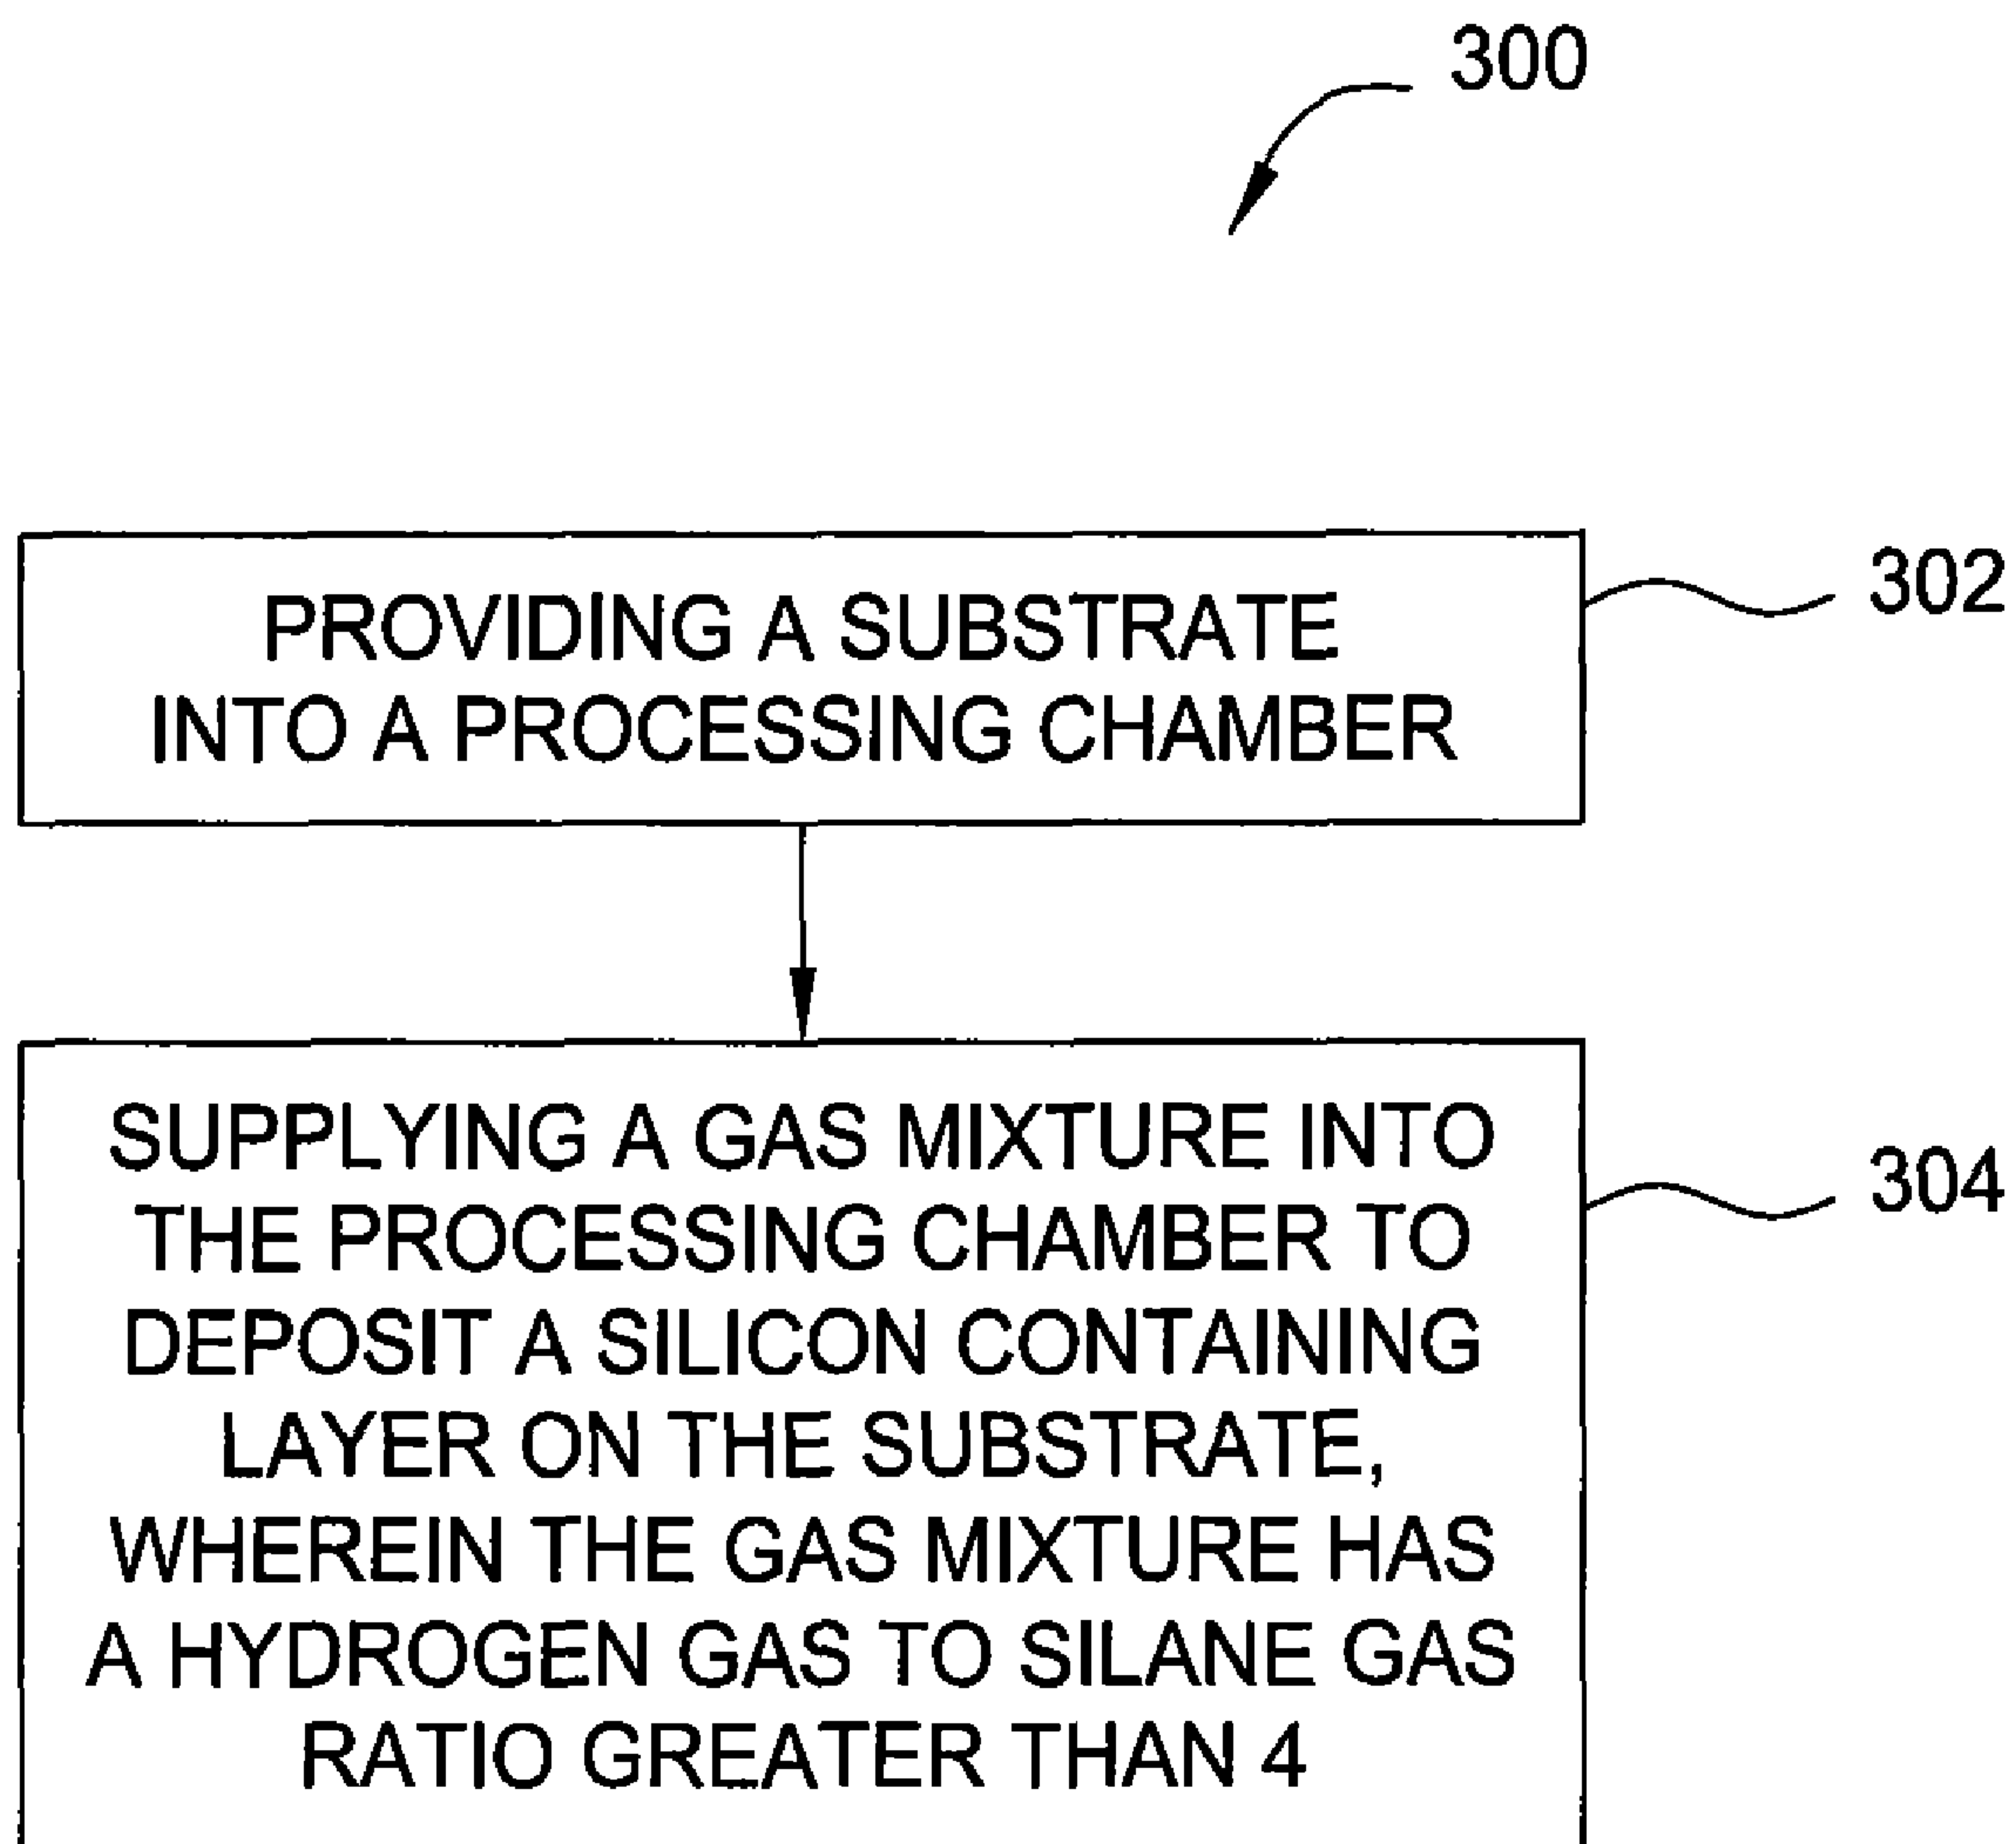 300
PROVIDING A SUBSTRATE
INTO A PROCESSING CHAMBER
302
SUPPLYING A GAS MIXTURE INTO
THE PROCESSING CHAMBER TO
DEPOSIT A SILICON CONTAINING
LAYER ON THE SUBSTRATE,
WHEREIN THE GAS MIXTURE HAS
A HYDROGEN GAS TO SILANE GAS
RATIO GREATER THAN 4
304